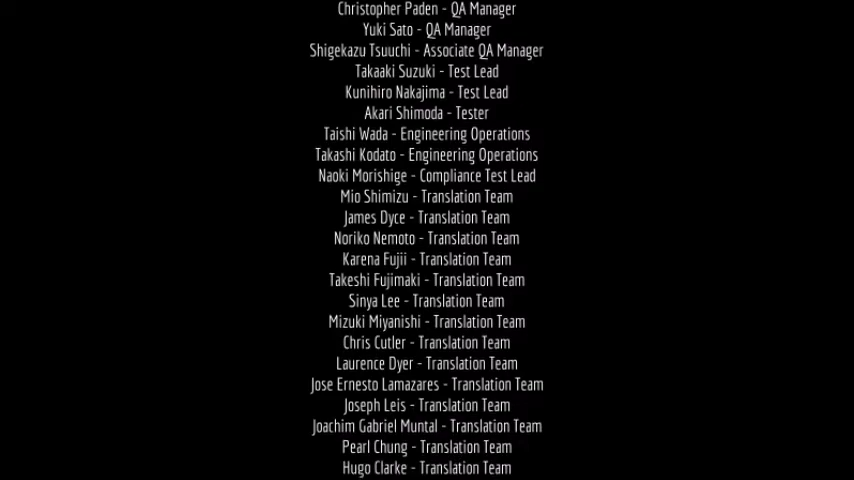 Christopher Paden - QA Manager
Yuki Sato - QA Manager
Shigekazu Tsuuchi - Associate QA Manager
Takaaki Suzuki - Test Lead
Kunihiro Nakajima - Test Lead
Akari Shimoda - Tester
Taishi Wada - Engineering Operations
Takashi Kodato - Engineering Operations
Naoki Morishige - Compliance Test Lead
Mio Shimizu - Translation Team
James Dyce - Translation Team
Noriko Nemoto - Translation Team
Karena Fujii - Translation Team
Takeshi Fujimaki - Translation Team
Sinya Lee - Translation Team
Mizuki Miyanishi - Translation Team
Chris Cutler - Translation Team
Laurence Dyer - Translation Team
Jose Ernesto Lamazares - Translation Team
Joseph Leis - Translation Team
Joachim Gabriel Muntal - Translation Team
Pearl Chung - Translation Team
Hugo Clarke - Translation Team